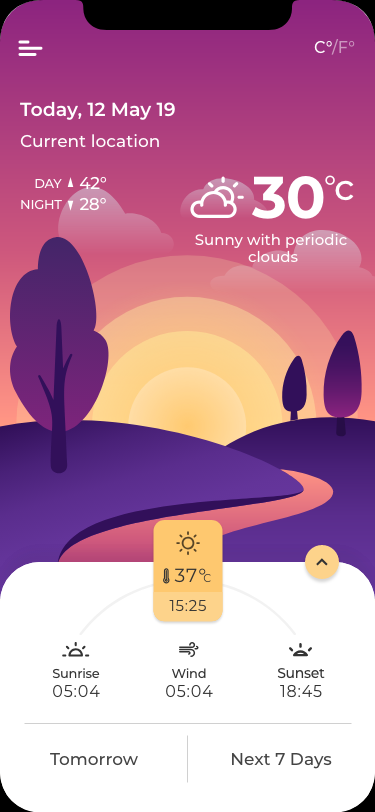 C°/F°
Today, 12 May 19
Current location
DAY 42°
NIGHT 28°
30°C
Sunny with periodic
clouds
37°C
15:25
Sunrise
05:04
Wind
05:04
Sunset
18:45
Tomorrow
Next 7 Days